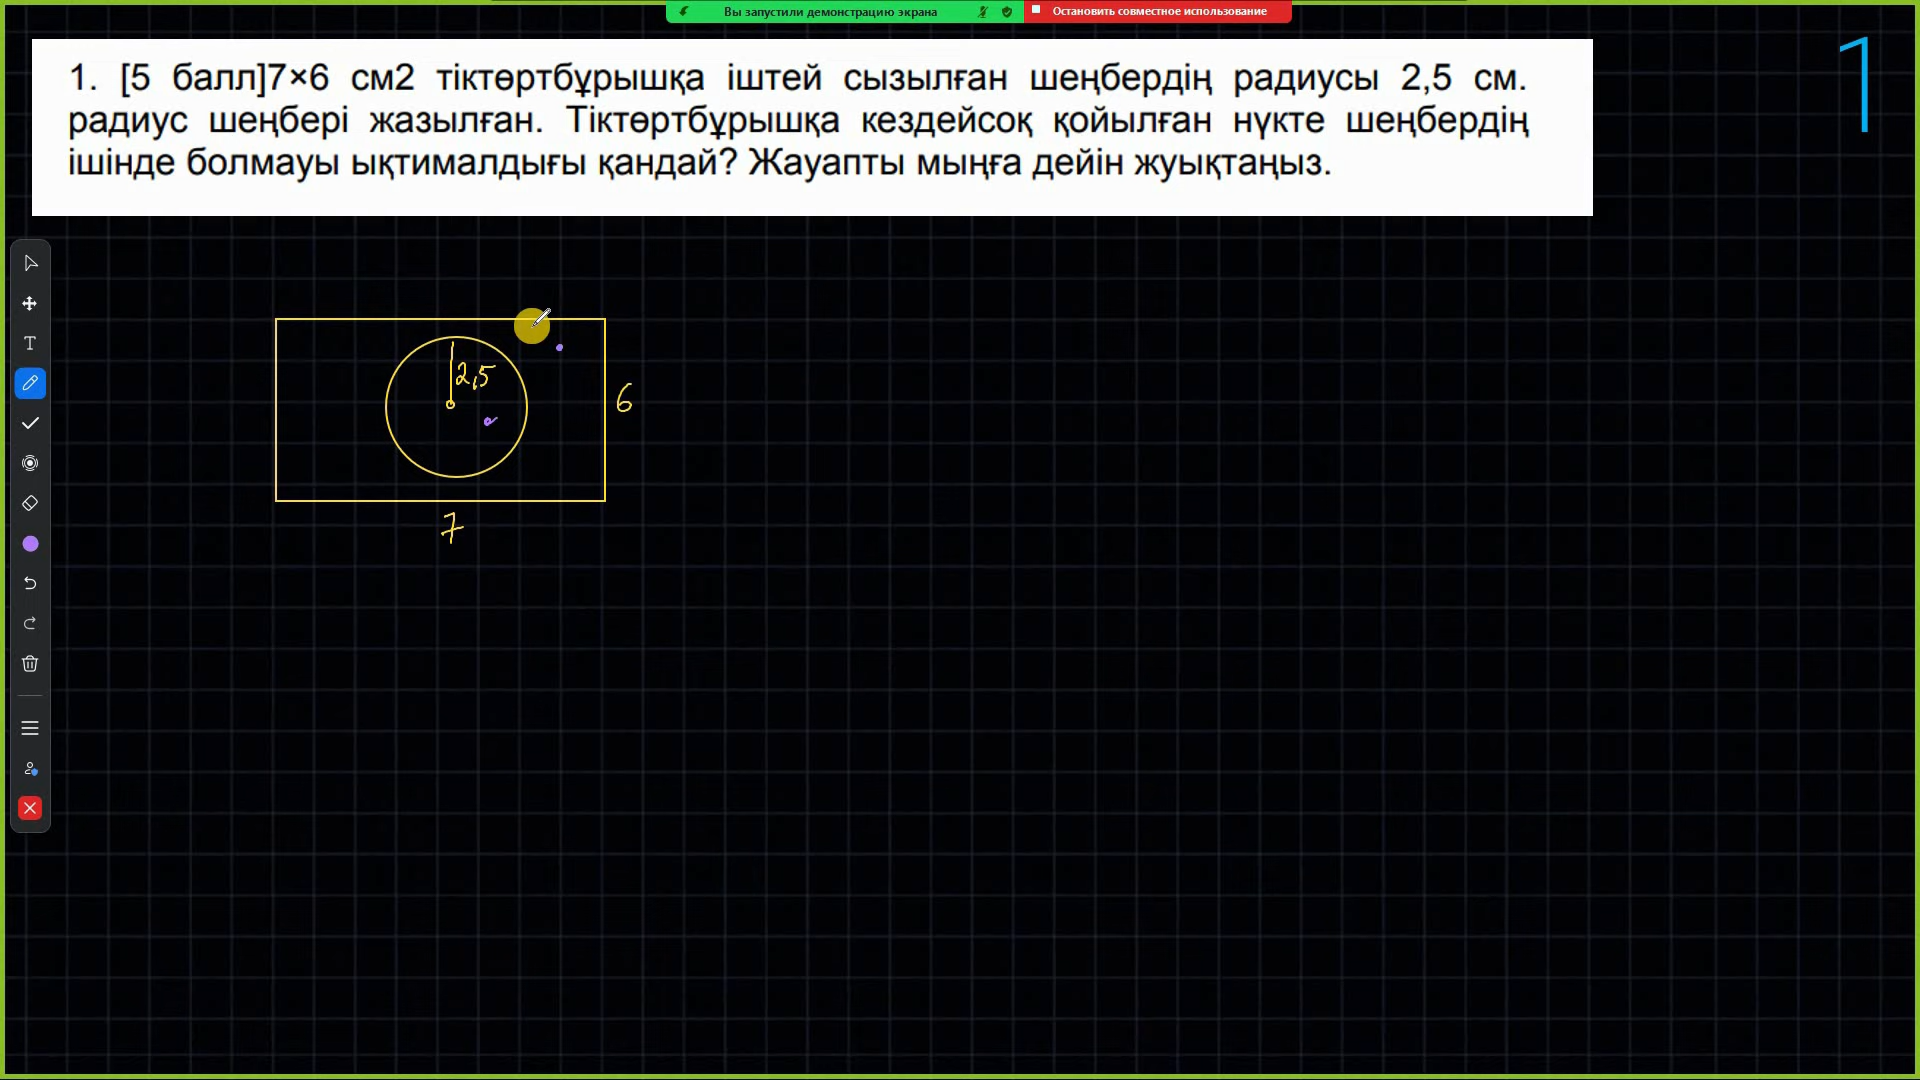 Вы запустили демонстрацию экрана
Остановить совместное использование
1. [5 балл]7×6 см2 тіктөртбұрышқа іштей сызылған шеңбердің радиусы 2,5 см.
радиус шеңбері жазылған. Тіктөртбұрышқа кездейсоқ қойылған нүкте шеңбердің
ішінде болмауы ықтималдығы қандай? Жауапты мыңға дейін жуықтаңыз.
1
2,5
6
7